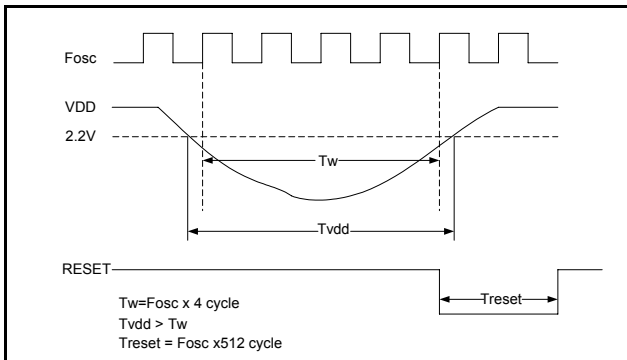 Fosc
VDD
2.2V
Tw
Tvdd
RESET
Treset
Tw=Fosc x 4 cycle
Tvdd > Tw
Treset = Fosc x512 cycle